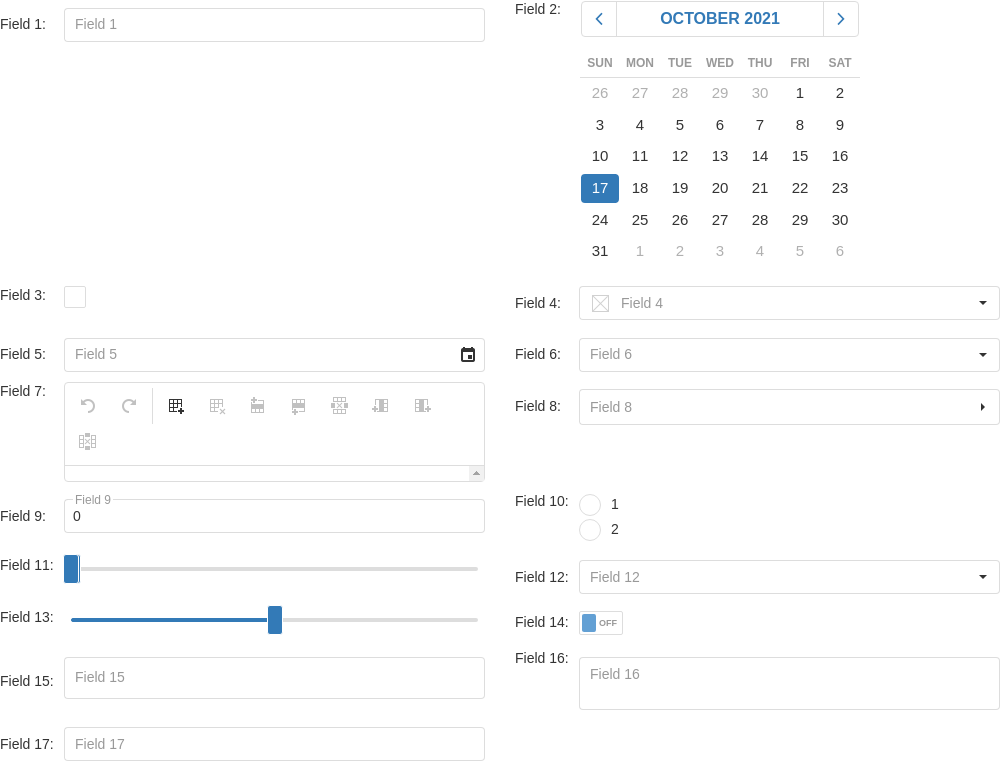 Field 1: Field 1
Field 2: OCTOBER 2021
SUN MON TUE WED THU FRI SAT
26 27 28 29 30 1 2
3 4 5 6 7 8 9
10 11 12 13 14 15 16
17 18 19 20 21 22 23
24 25 26 27 28 29 30
31 1 2 3 4 5 6
Field 3:
Field 4: Field 4
Field 5: Field 5
Field 6: Field 6
Field 7:
Field 8: Field 8
Field 9
Field 9: 0
Field 10: 1
2
Field 11:
Field 12: Field 12
Field 13:
Field 14: OFF
Field 15: Field 15
Field 16: Field 16
Field 17: Field 17